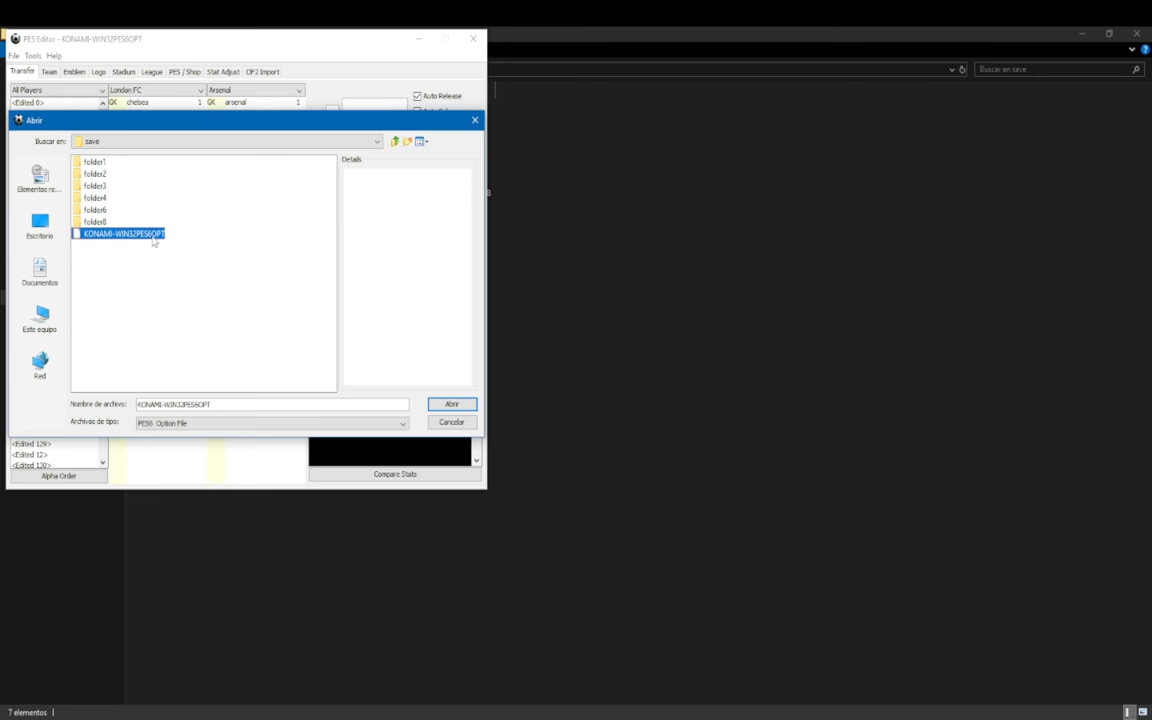 PES Editor - KONAMI-WIN32PES6OPT
File Tools Help
Transfer Team Emblem Logo Stadium League PES / Shop Stat Adjust OF2 Import
All Players London FC Arsenal
Auto Release
<Edited 0> GK chelsea 1 GK arsenal 1
Buscar en save
Abrir
Buscar en: save
Details
folder1
folder2
folder3
folder4
folder6
folder8
KONAMI-WIN32PES6OPT
Elementos re...
Escritorio
Documentos
Este equipo
Red
Nombre de archivo: KONAMI-WIN32PES6OPT Abrir
Archivos de tipo: PES6 Option File Cancelar
<Edited 129>
<Edited 12>
<Edited 130>
Alpha Order Compare Stats
7 elementos